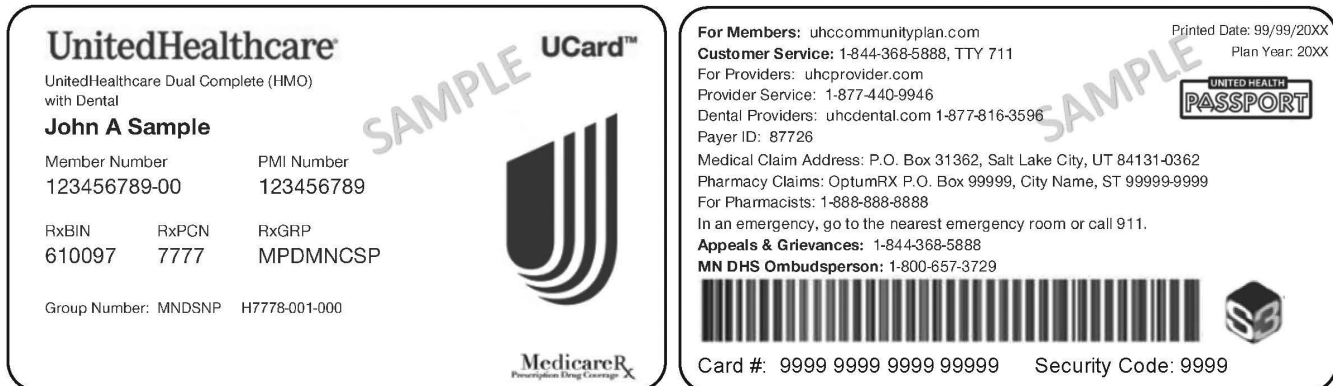 UnitedHealthcare®
UCard™
UnitedHealthcare Dual Complete (HMO)
with Dental
John A Sample
SAMPLE
Member Number PMI Number
123456789-00 123456789
RxBIN RxPCN RxGRP
610097 7777 MPDMNCSP
Group Number: MNDSNP H7778-001-000
MedicareRx
Prescription Drug Coverage
For Members: uhccommunityplan.com
Printed Date: 99/99/20XX
Customer Service: 1-844-368-5888, TTY 711
Plan Year: 20XX
For Providers: uhcprovider.com
UNITED HEALTH
PASSPORT
SAMPLE
Provider Service: 1-877-440-9946
Dental Providers: uhcdental.com 1-877-816-3596
Payer ID: 87726
Medical Claim Address: P.O. Box 31362, Salt Lake City, UT 84131-0362
Pharmacy Claims: OptumRX P.O. Box 99999, City Name, ST 99999-9999
For Pharmacists: 1-888-888-8888
In an emergency, go to the nearest emergency room or call 911.
Appeals & Grievances: 1-844-368-5888
MN DHS Ombudsperson: 1-800-657-3729
S3
Card #: 9999 9999 9999 99999 Security Code: 9999